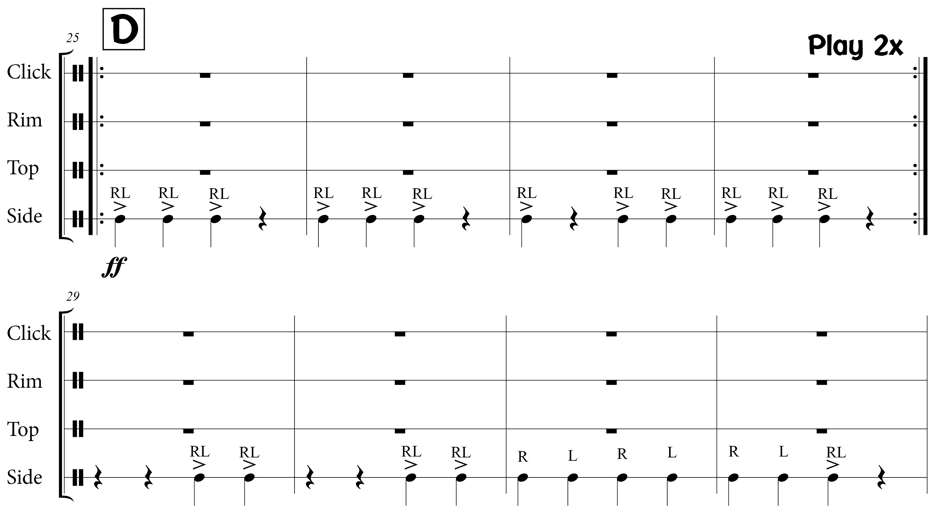 D
25
Play 2x
Click
Rim
Top
RL RL RL RL RL RL RL RL RL RL RL RL
Side
ff
29
Click
Rim
Top
RL RL RL RL R L R L R L RL
Side